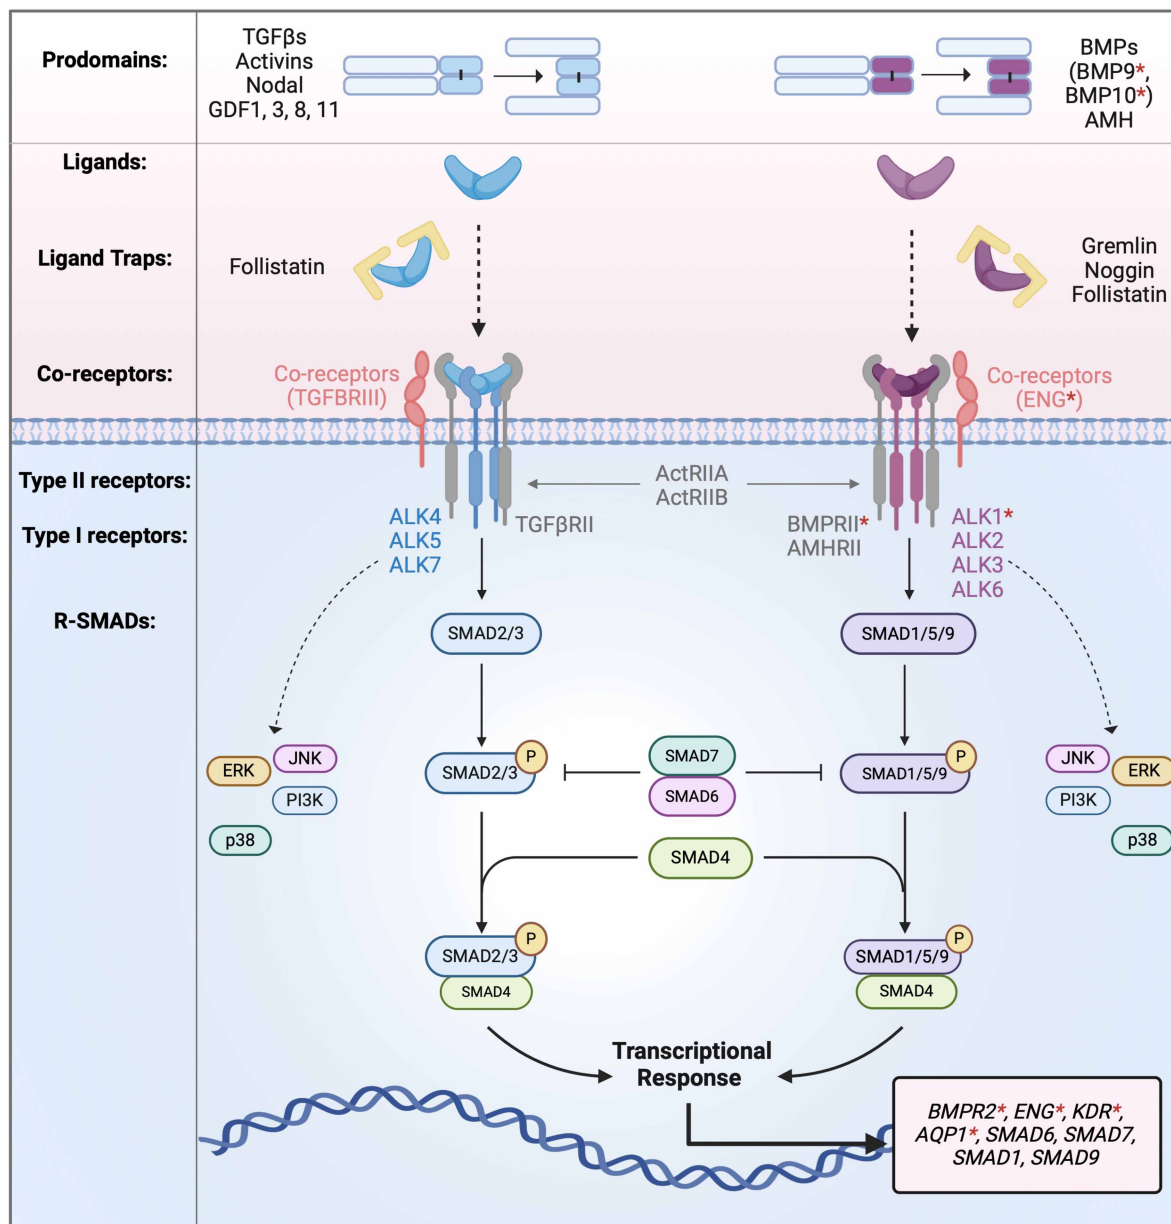 Prodomains:
TGFβs
Activins
Nodal
GDF1, 3, 8, 11
BMPs
(BMP9*,
BMP10*)
AMH
Ligands:
Ligand Traps:
Follistatin
Gremlin
Noggin
Follistatin
Co-receptors:
Co-receptors
(TGFBRIII)
Co-receptors
(ENG*)
Type II receptors:
ActRIIA
ActRIIB
TGFβRII
BMPRII*
AMHRII
Type I receptors:
ALK4
ALK5
ALK7
ALK1*
ALK2
ALK3
ALK6
R-SMADs:
SMAD2/3
SMAD1/5/9
ERK
JNK
PI3K
p38
SMAD2/3
P
SMAD7
SMAD6
SMAD1/5/9
P
JNK
ERK
PI3K
p38
SMAD4
SMAD2/3
P
SMAD4
SMAD1/5/9
P
SMAD4
Transcriptional
Response
BMPR2*, ENG*, KDR*,
AQP1*, SMAD6, SMAD7,
SMAD1, SMAD9